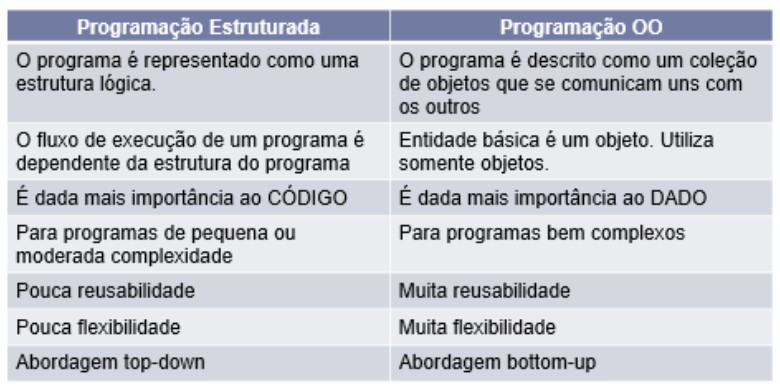 Programação Estruturada
Programação OO
O programa é representado como uma
estrutura lógica.
O programa é descrito como um coleção
de objetos que se comunicam uns com
os outros
O fluxo de execução de um programa é
dependente da estrutura do programa
Entidade básica é um objeto. Utiliza
somente objetos.
É dada mais importância ao CÓDIGO
É dada mais importância ao DADO
Para programas de pequena ou
moderada complexidade
Para programas bem complexos
Pouca reusabilidade
Muita reusabilidade
Pouca flexibilidade
Muita flexibilidade
Abordagem top-down
Abordagem bottom-up